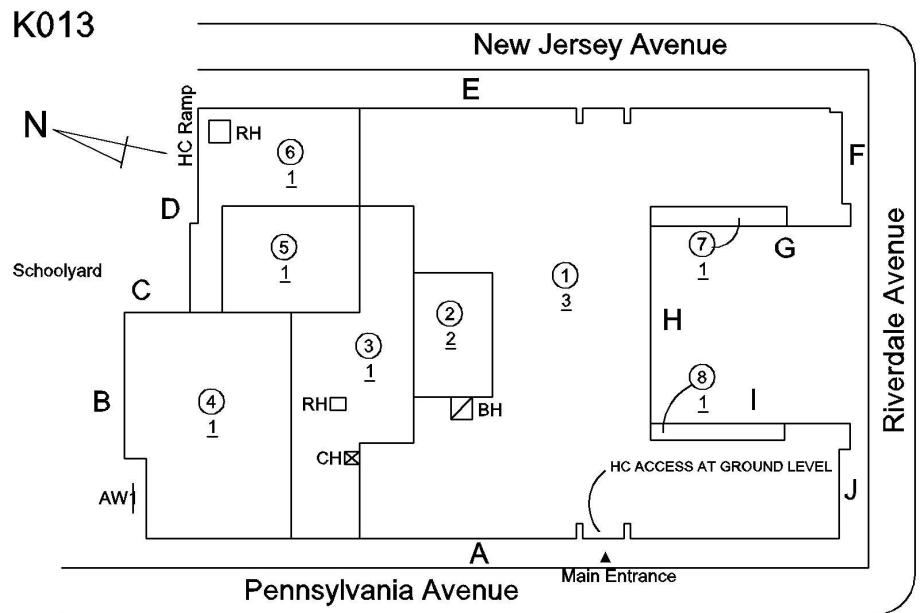 K013
New Jersey Avenue
E
N
HC Ramp
RH
6
1
F
D
5
1
7
1
G
Schoolyard
C
1
3
2
2
H
Riverdale Avenue
3
1
8
1
I
B
4
1
RH
BH
CH
HC ACCESS AT GROUND LEVEL
AW1
J
A
Main Entrance
Pennsylvania Avenue